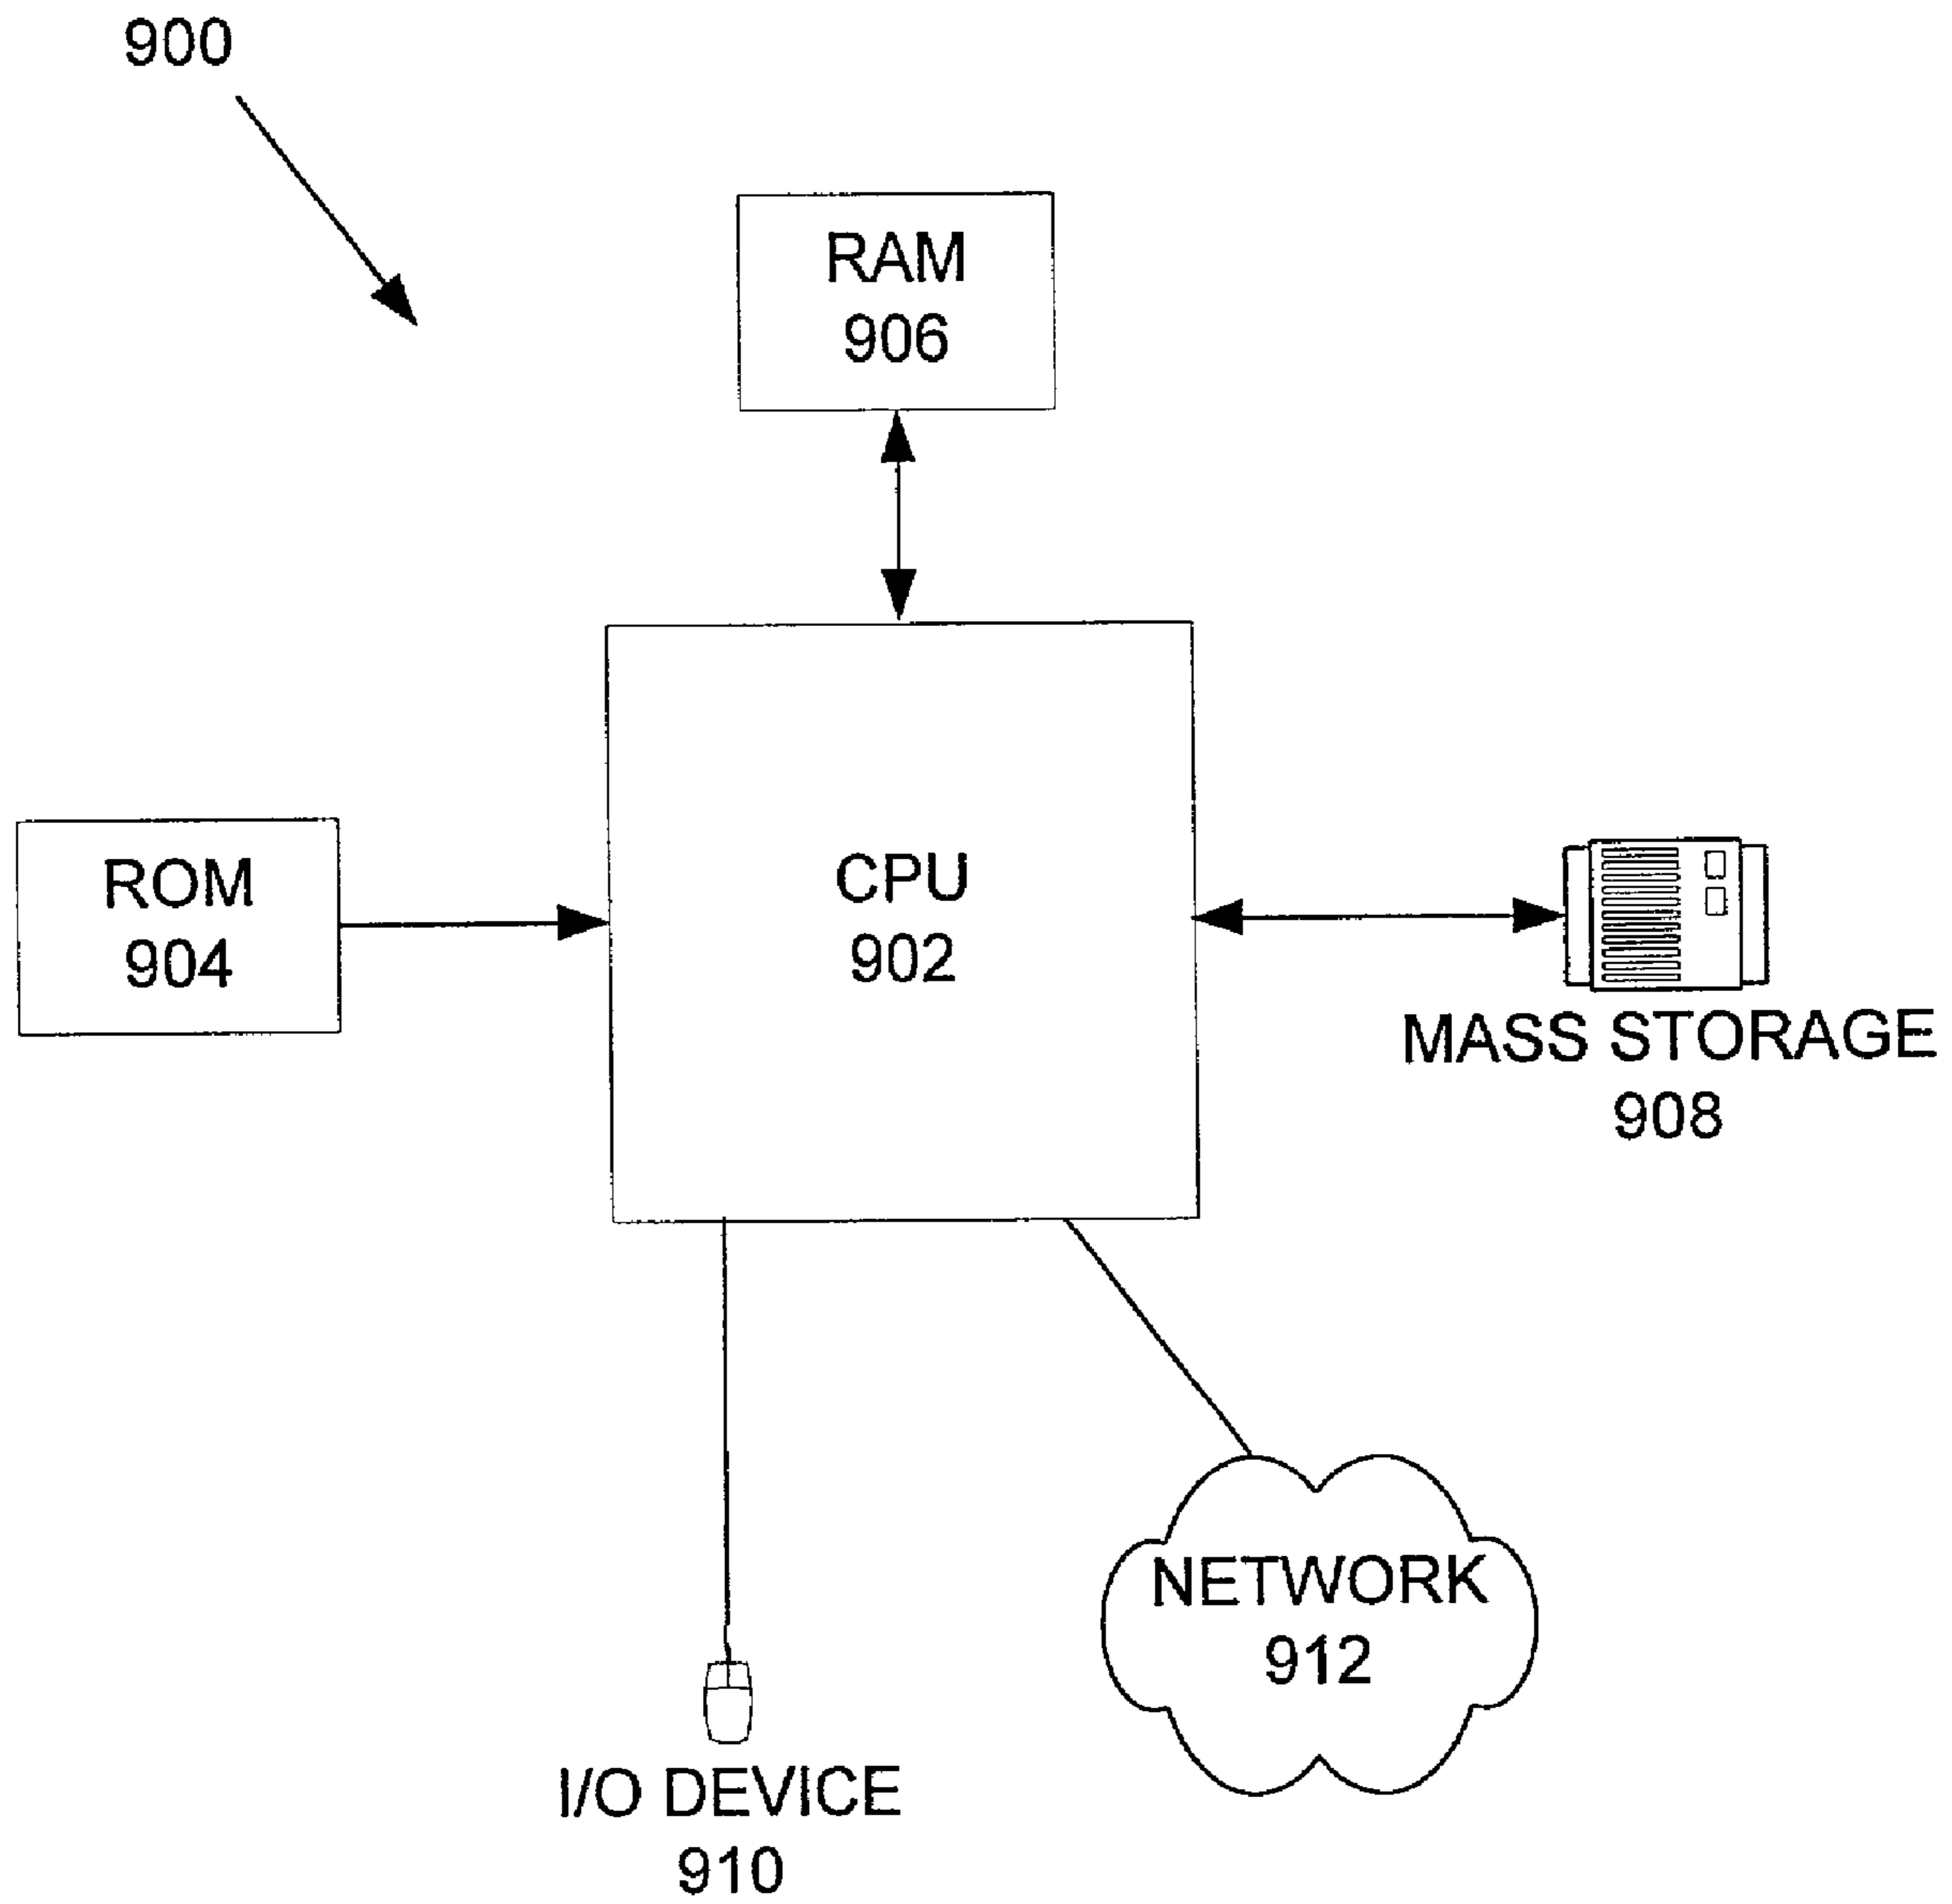 900
RAM
906
ROM
904
CPU
902
MASS STORAGE
908
NETWORK
912
I/O DEVICE
910